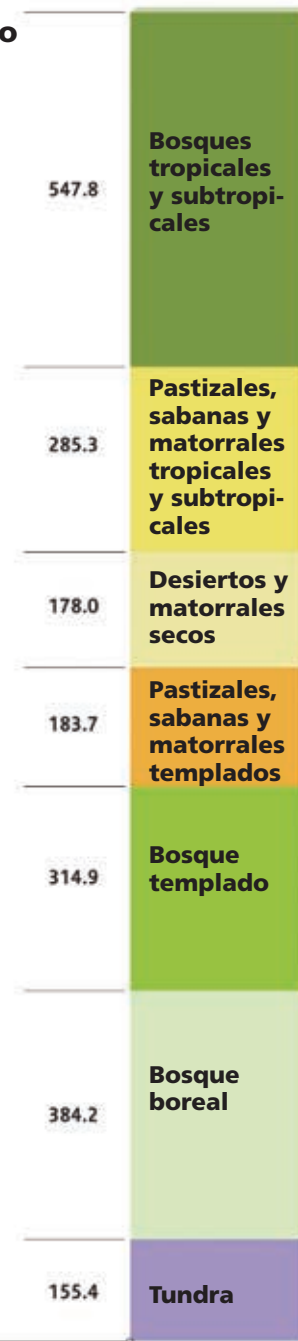 o
547.8
Bosques
tropicales
y subtropi-
cales
285.3
Pastizales,
sabanas y
matorrales
tropicales
y subtropi-
cales
178.0
Desiertos y
matorrales
secos
183.7
Pastizales,
sabanas y
matorrales
templados
314.9
Bosque
templado
384.2
Bosque
boreal
155.4
Tundra